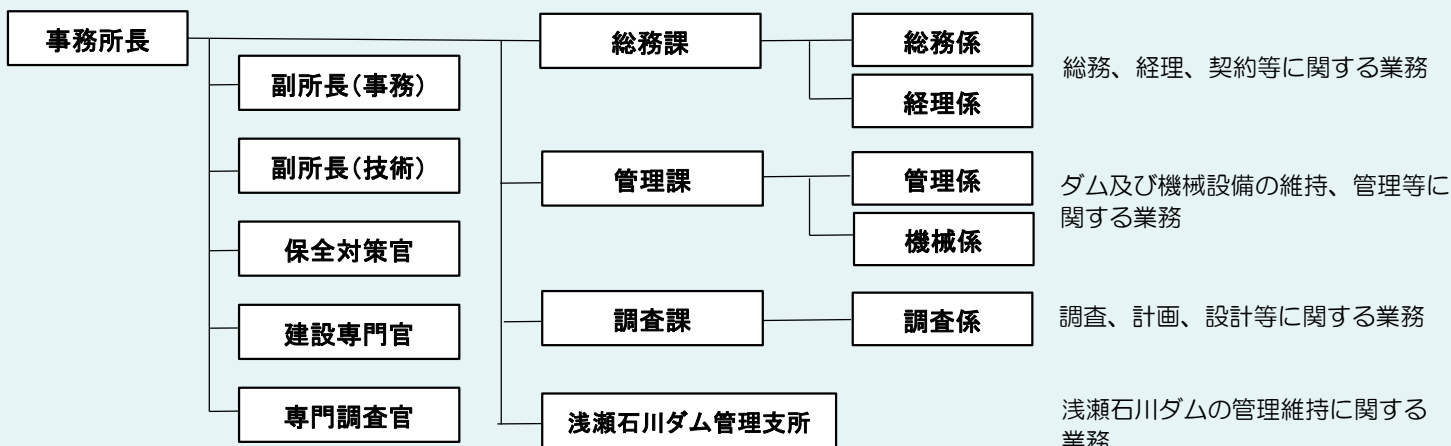 事務所長
副所長(事務)
副所長(技術)
保全対策官
建設専門官
専門調査官
総務課
総務係
経理係
総務、経理、契約等に関する業務
管理課
管理係
機械係
ダム及び機械設備の維持、管理等に
関する業務
調査課
調査係
調査、計画、設計等に関する業務
浅瀬石川ダム管理支所
浅瀬石川ダムの管理維持に関する
業務